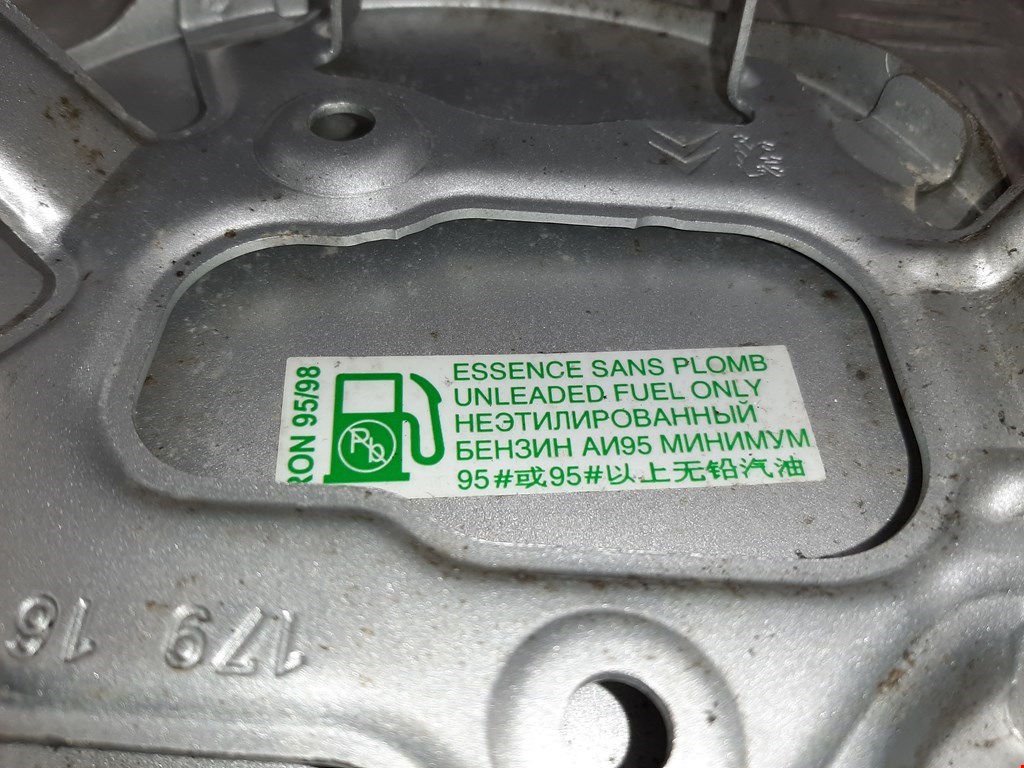 RON 95/98
Pb
ESSENCE SANS PLOMB
UNLEADED FUEL ONLY
НЕЭТИЛИРОВАННЫЙ
БЕНЗИН АИ95 МИНИМУМ
95#或95#以上无铅汽油
179 16